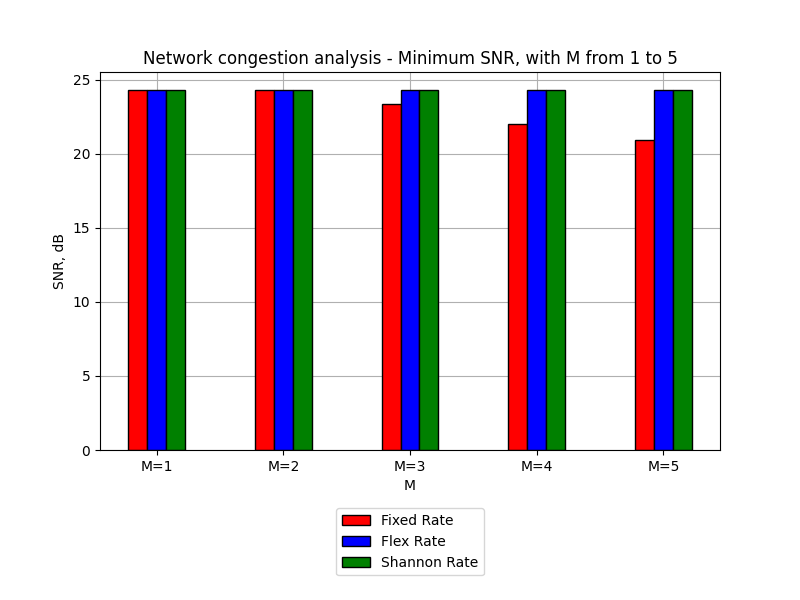 Network congestion analysis - Minimum SNR, with M from 1 to 5
25
20
15
10
5
0
SNR, dB
M=1 M=2 M=3 M=4 M=5
M
Fixed Rate
Flex Rate
Shannon Rate